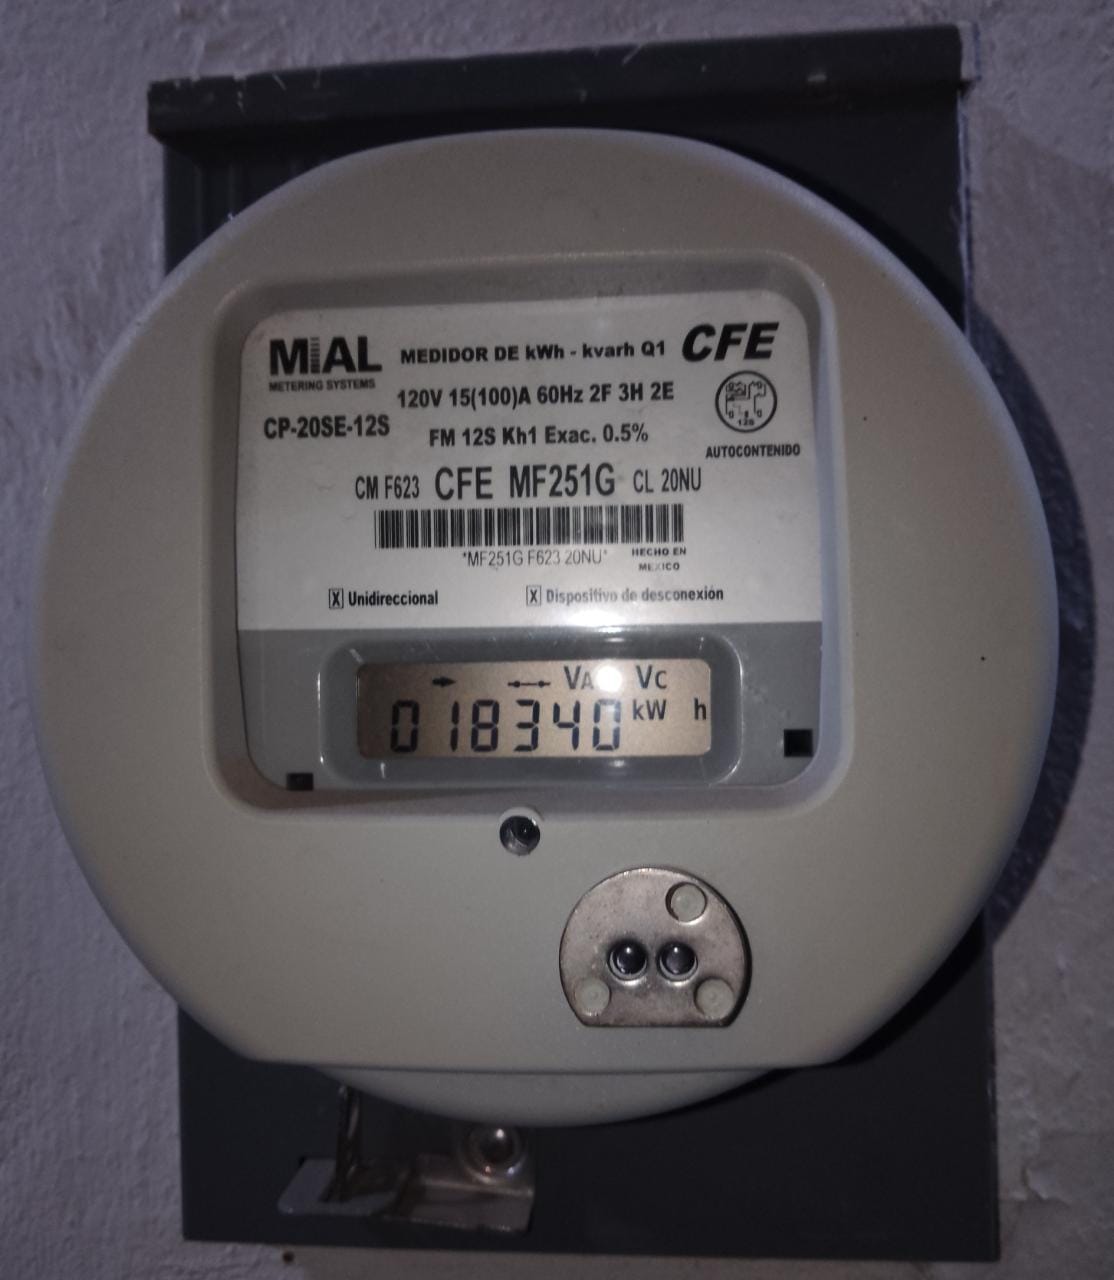 MIAL
METERING SYSTEMS
MEDIDOR DE kWh - kvarh Q1
CFE
120V 15(100)A 60Hz 2F 3H 2E
CP-20SE-12S
FM 12S Kh1 Exac. 0.5%
12S
AUTOCONTENIDO
CM F623 CFE MF251G CL 20NU
*MF251G F623 20NU*
HECHO EN
MEXICO
X Unidireccional
X Dispositivo de desconexión
VA VC
018340 kW h